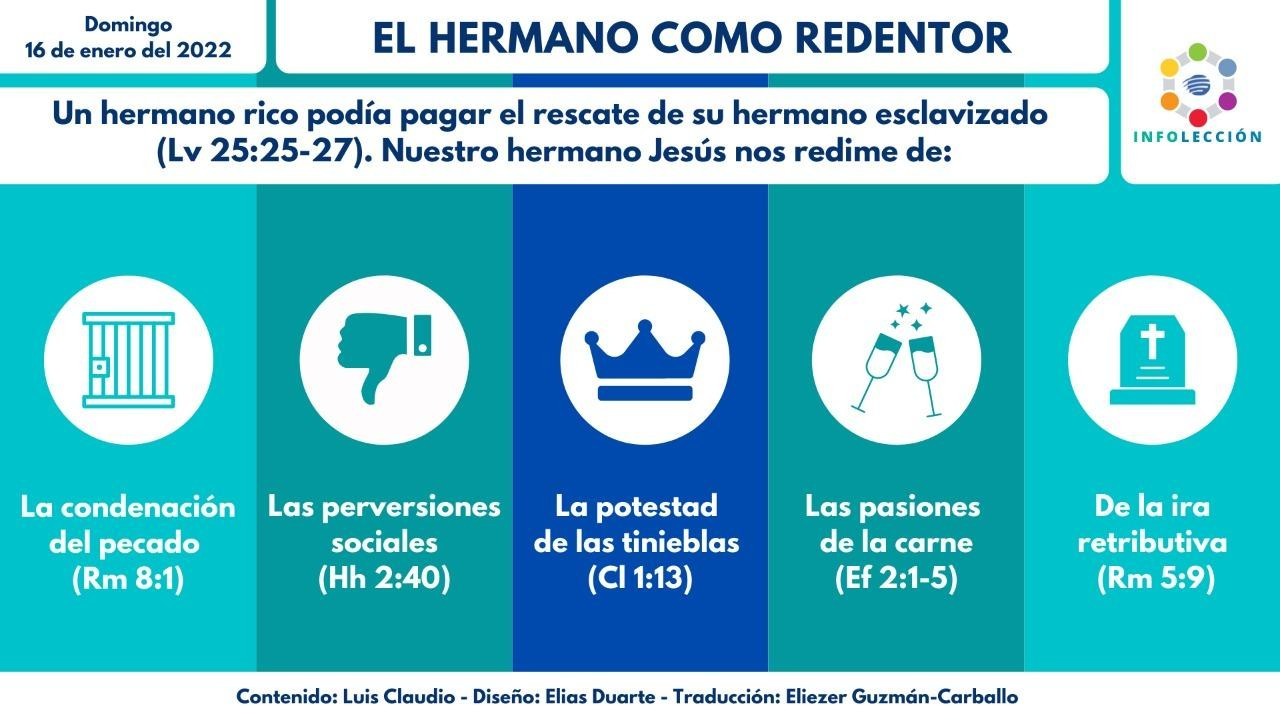 Domingo
16 de enero del 2022
EL HERMANO COMO REDENTOR
INFOLECCIÓN
Un hermano rico podía pagar el rescate de su hermano esclavizado
(Lv 25:25-27). Nuestro hermano Jesús nos redime de:
La condenación
del pecado
(Rm 8:1)
Las perversiones
sociales
(Hh 2:40)
La potestad
de las tinieblas
(Cl 1:13)
Las pasiones
de la carne
(Ef 2:1-5)
De la ira
retributiva
(Rm 5:9)
Contenido: Luis Claudio - Diseño: Elias Duarte - Traducción: Eliezer Guzmán-Carballo